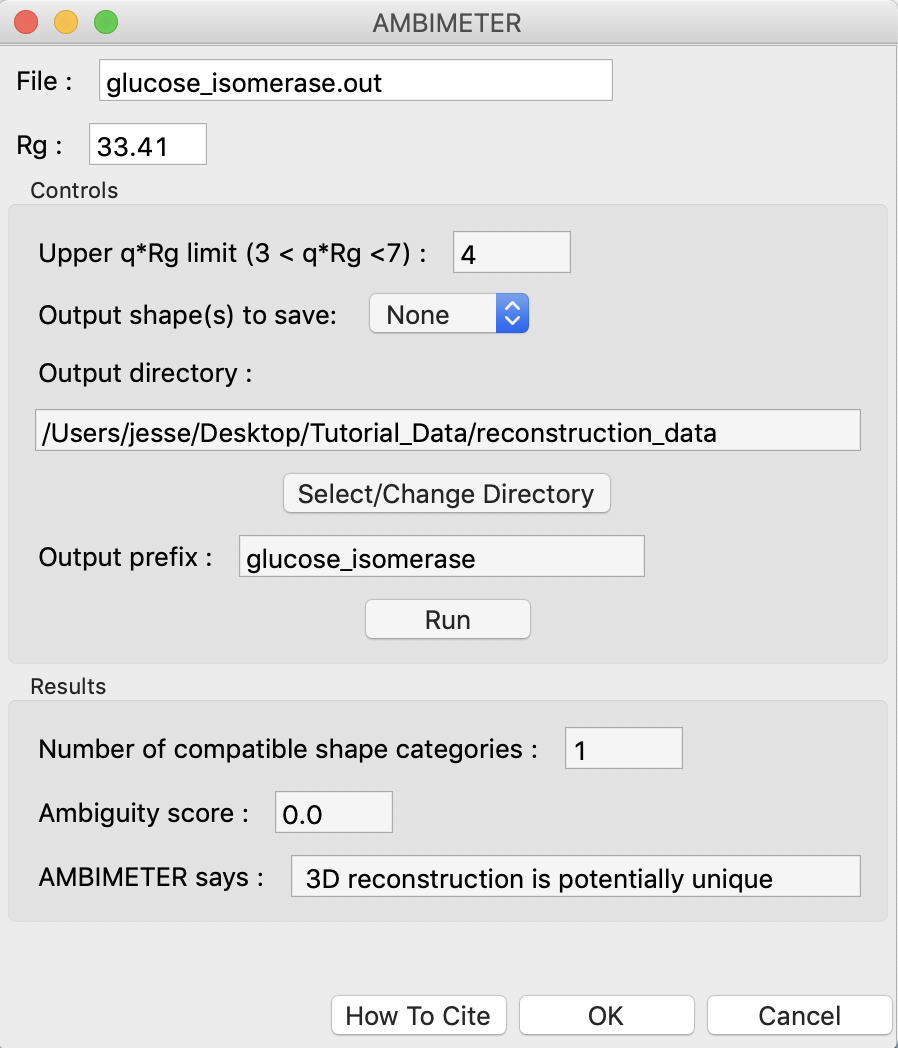 AMBIMETER
File : glucose_isomerase.out
Rg : 33.41
Controls
Upper q*Rg limit (3 < q*Rg <7) : 4
Output shape(s) to save: None
Output directory :
/Users/jesse/Desktop/Tutorial_Data/reconstruction_data
Select/Change Directory
Output prefix : glucose_isomerase
Run
Results
Number of compatible shape categories : 1
Ambiguity score : 0.0
AMBIMETER says : 3D reconstruction is potentially unique
How To Cite OK Cancel